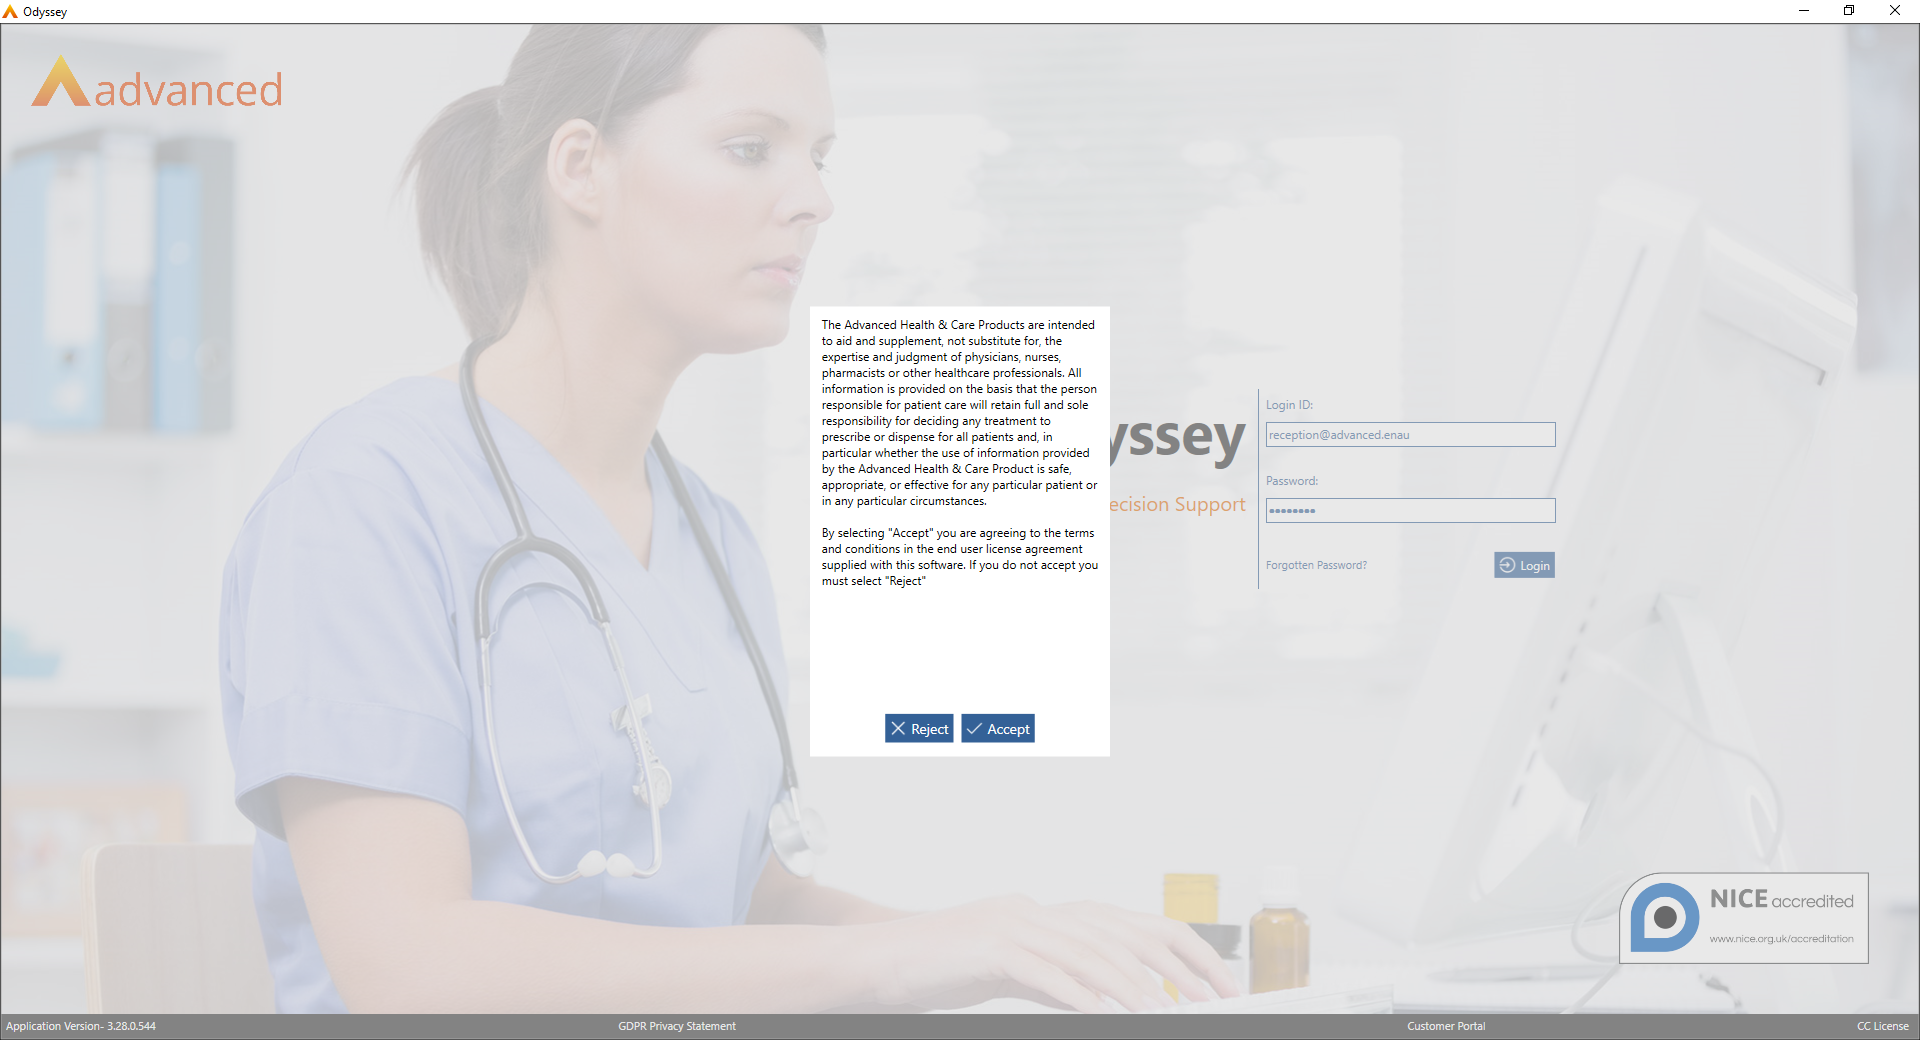 Odyssey
advanced
The Advanced Health & Care Products are intended
to aid and supplement, not substitute for, the
expertise and judgment of physicians, nurses,
pharmacists or other healthcare professionals. All
information is provided on the basis that the person
responsible for patient care will retain full and sole
responsibility for deciding any treatment to
prescribe or dispense for all patients and, in
particular whether the use of information provided
by the Advanced Health & Care Product is safe,
appropriate, or effective for any particular patient or
in any particular circumstances.
By selecting "Accept" you are agreeing to the terms
and conditions in the end user license agreement
supplied with this software. If you do not accept you
must select "Reject"
Reject
Accept
yssey
ecision Support
Login ID:
reception@advanced.enau
Password:
••••••••
Forgotten Password?
Login
NICE accredited
www.nice.org.uk/accreditation
Application Version- 3.28.0.544
GDPR Privacy Statement
Customer Portal
CC License